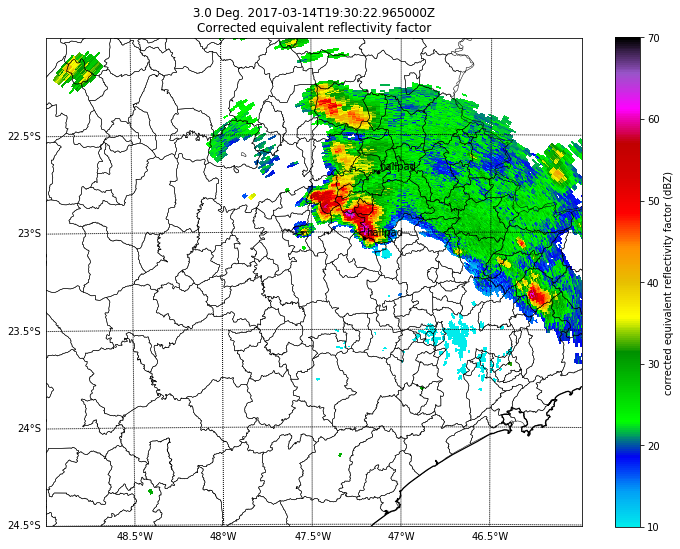 3.0 Deg. 2017-03-14T19:30:22.965000Z
Corrected equivalent reflectivity factor
70
60
50
40
30
20
10
corrected equivalent reflectivity factor (dBZ)
22.5°S
23°S
23.5°S
24°S
24.5°S
hailpad
hailpad
48.5°W
48°W
47.5°W
47°W
46.5°W